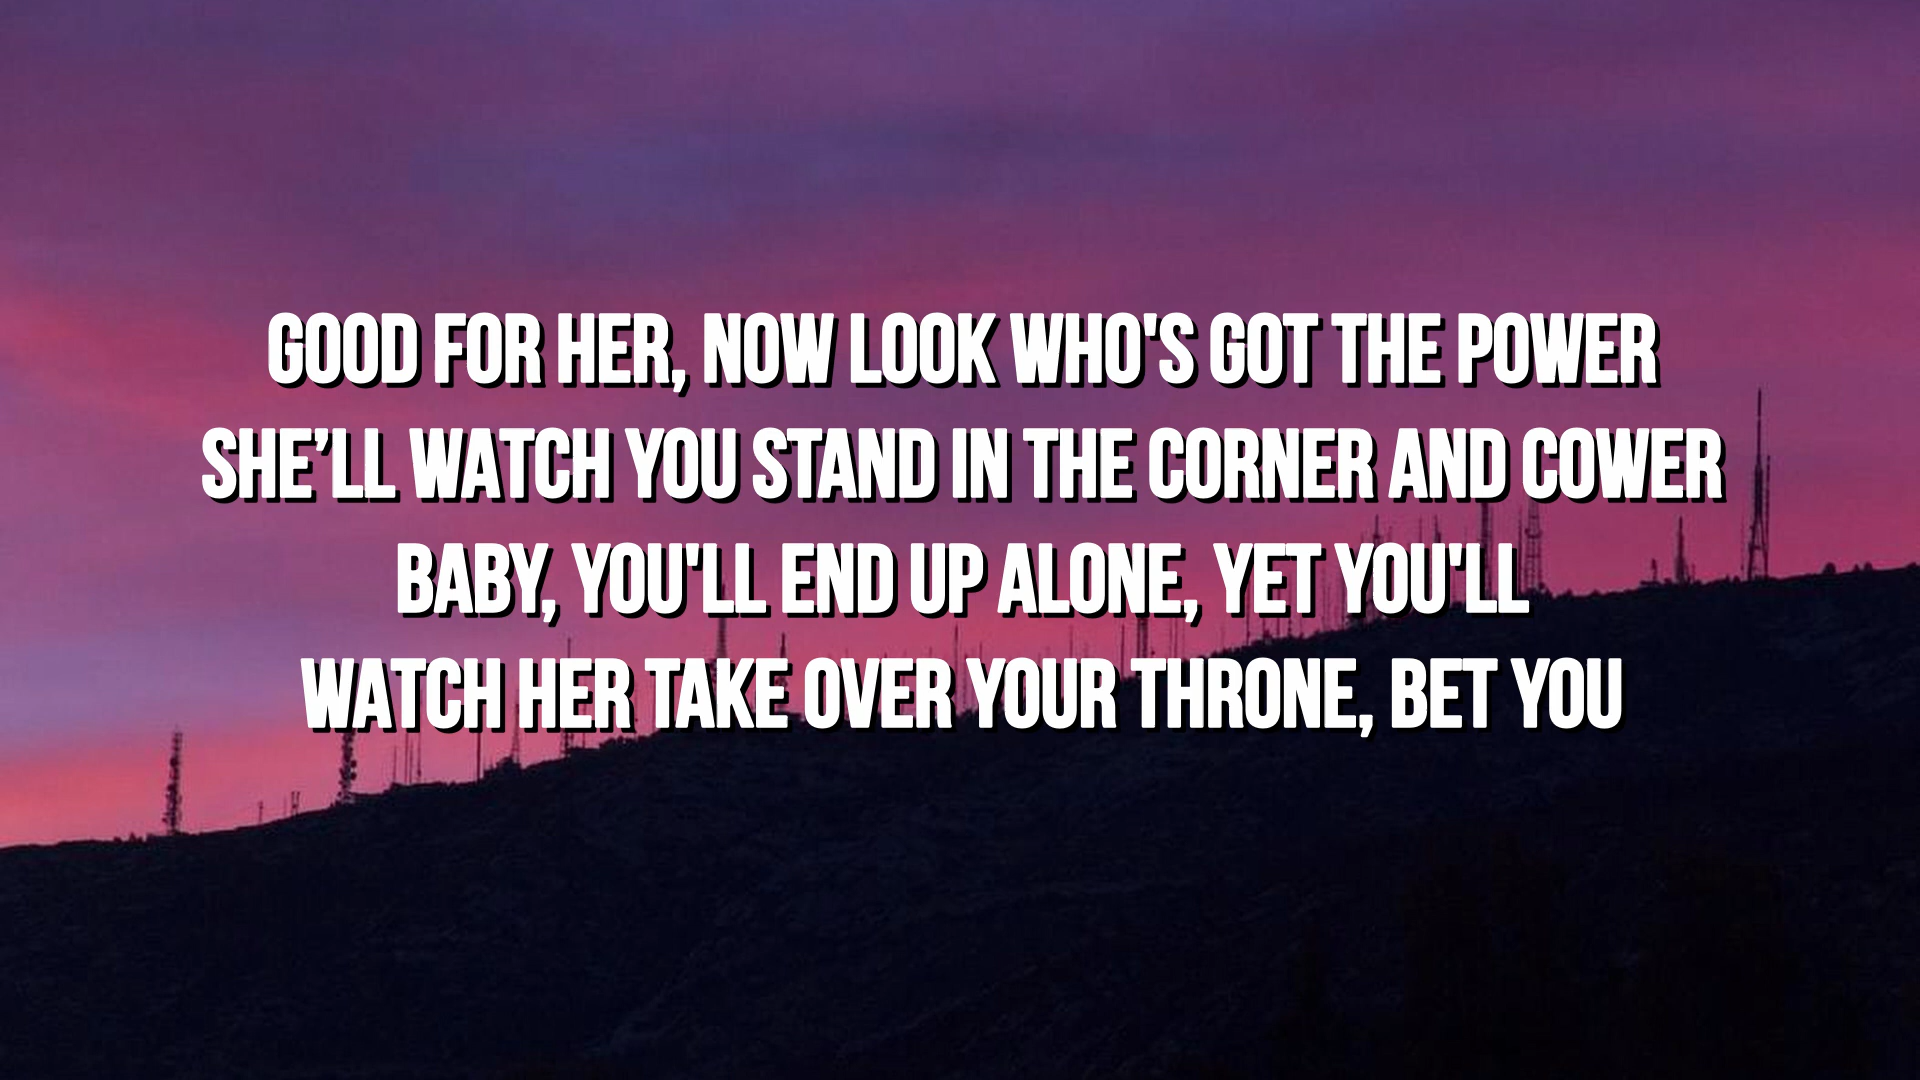 GOOD FOR HER, NOW LOOK WHO'S GOT THE POWER
SHE’LL WATCH YOU STAND IN THE CORNER AND COWER
BABY, YOU'LL END UP ALONE, YET YOU'LL
WATCH HER TAKE OVER YOUR THRONE, BET YOU